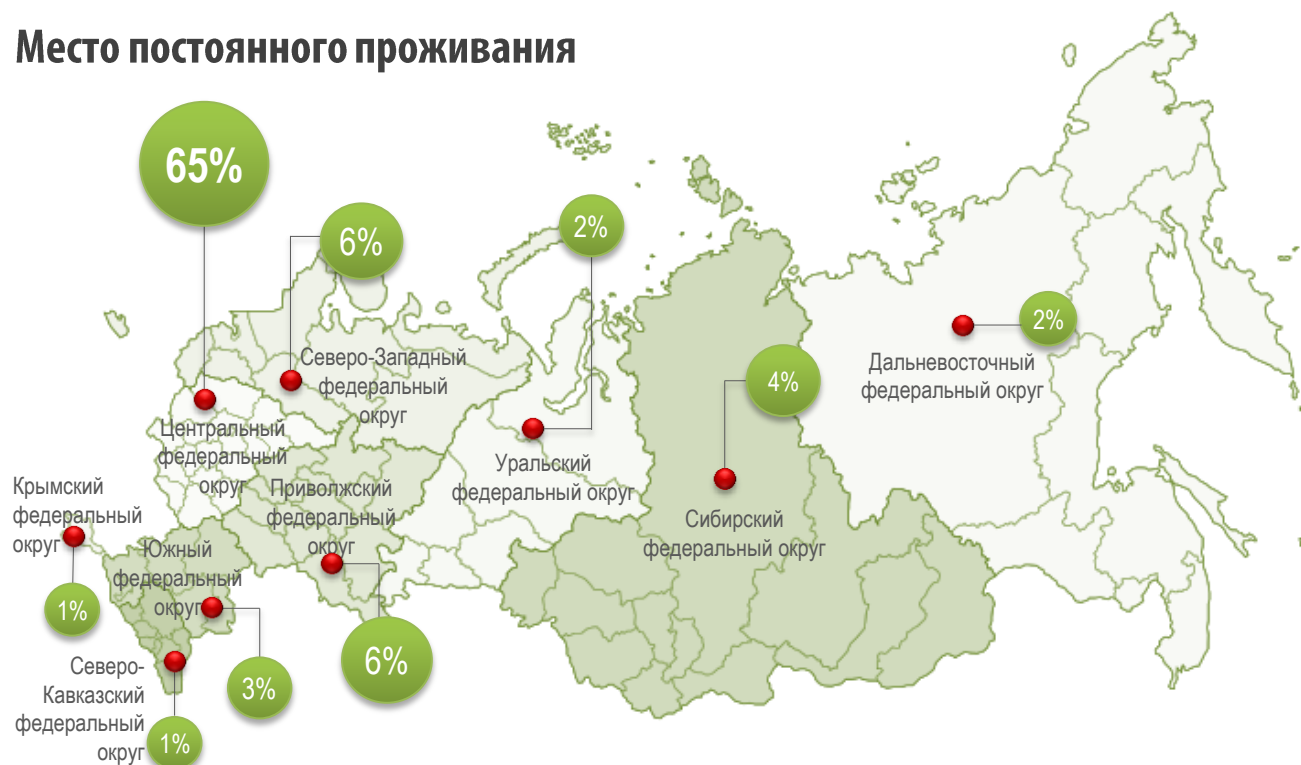 Место постоянного проживания
65%
6%
2%
2%
4%
Северо-Западный
федеральный
округ
Дальневосточный
федеральный округ
Центральный
федеральный
округ
Уральский
федеральный округ
Приволжский
федеральный
округ
Крымский
федеральный
округ
Сибирский
федеральный округ
Южный
федеральный
округ
1%
6%
3%
Северо-
Кавказский
федеральный
округ
1%